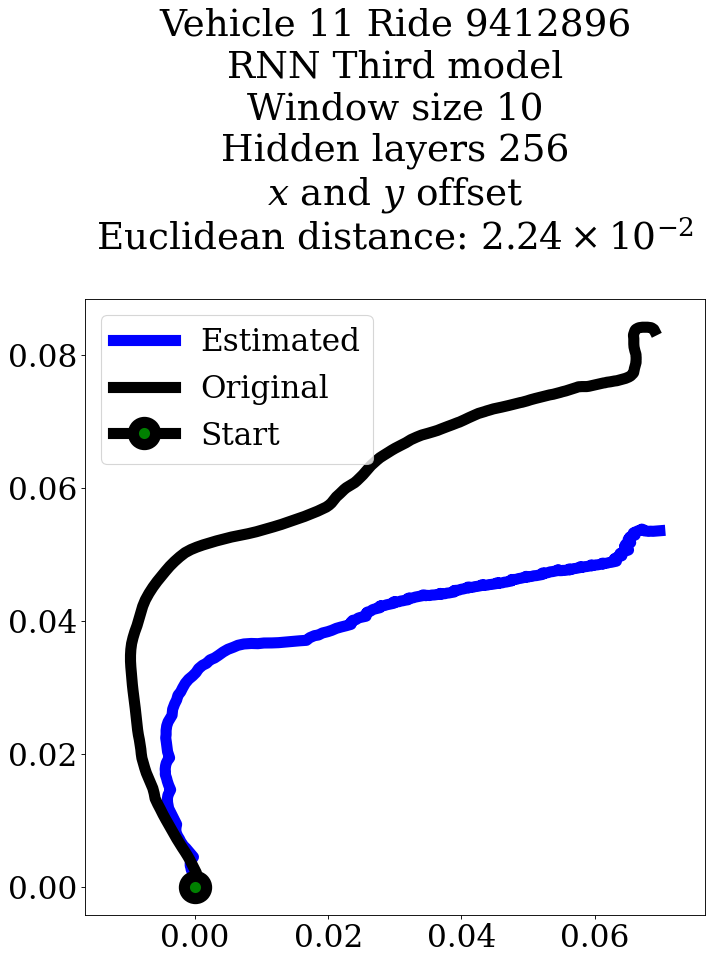 Vehicle 11 Ride 9412896
RNN Third model
Window size 10
Hidden layers 256
x and y offset
Euclidean distance: 2.24 × 10⁻²
Estimated
Original
Start
0.08
0.06
0.04
0.02
0.00
0.00 0.02 0.04 0.06